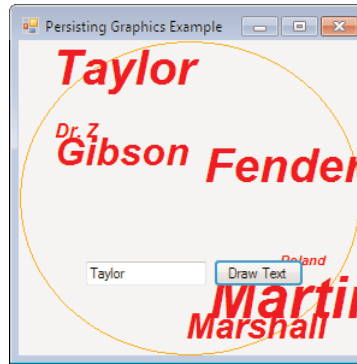 Persisting Graphics Example
Taylor
Dr. Z
Gibson
Fender
Roland
Taylor
Draw Text
Martin
Marshall